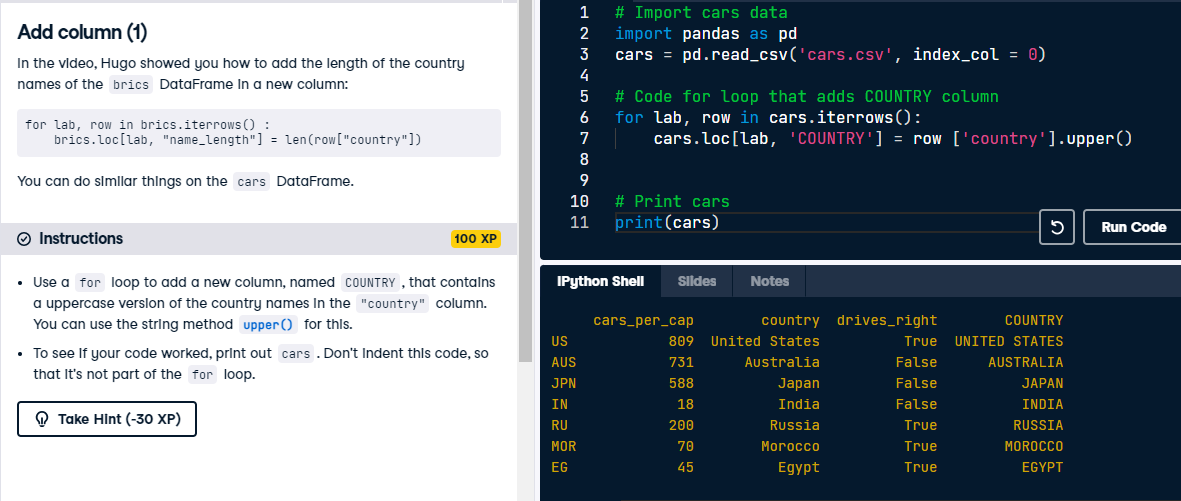 Add column (1)
In the video, Hugo showed you how to add the length of the country
names of the brics DataFrame in a new column:
for lab, row in brics.iterrows() :
    brics.loc[lab, "name_length"] = len(row["country"])
You can do similar things on the cars DataFrame.
Instructions
100 XP
• Use a for loop to add a new column, named COUNTRY, that contains
a uppercase version of the country names in the "country" column.
You can use the string method upper() for this.
• To see if your code worked, print out cars. Don't indent this code, so
that it's not part of the for loop.
Take Hint (-30 XP)
1 # Import cars data
2 import pandas as pd
3 cars = pd.read_csv('cars.csv', index_col = 0)
4
5 # Code for loop that adds COUNTRY column
6 for lab, row in cars.iterrows():
7     cars.loc[lab, 'COUNTRY'] = row ['country'].upper()
8
9
10 # Print cars
11 print(cars)
Run Code
IPython Shell Slides Notes
     cars_per_cap        country drives_right        COUNTRY
US            809  United States         True  UNITED STATES
AUS           731      Australia        False      AUSTRALIA
JPN           588          Japan        False          JAPAN
IN             18          India        False          INDIA
RU            200         Russia         True         RUSSIA
MOR            70        Morocco         True        MOROCCO
EG             45          Egypt         True          EGYPT